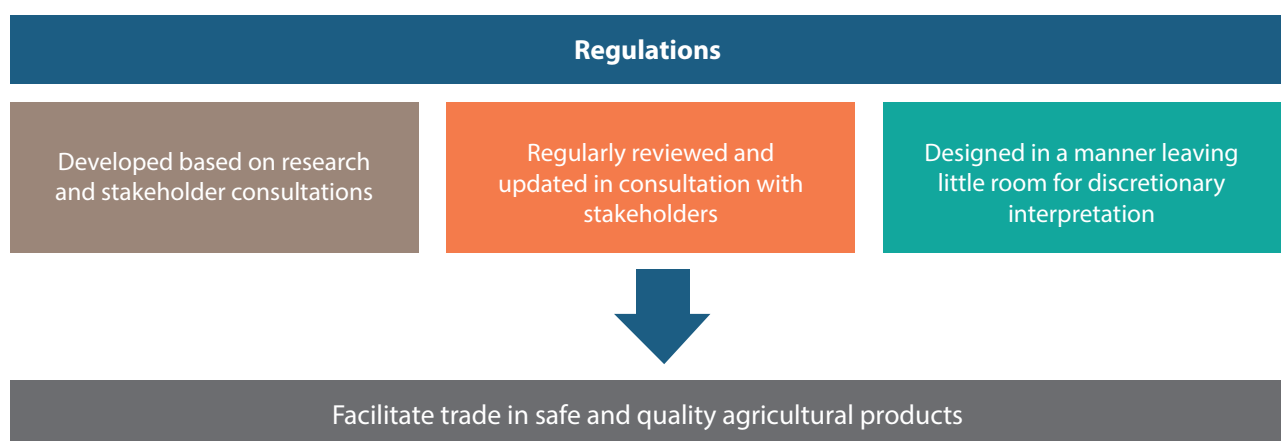 Regulations
Developed based on research
and stakeholder consultations
Regularly reviewed and
updated in consultation with
stakeholders
Designed in a manner leaving
little room for discretionary
interpretation
Facilitate trade in safe and quality agricultural products